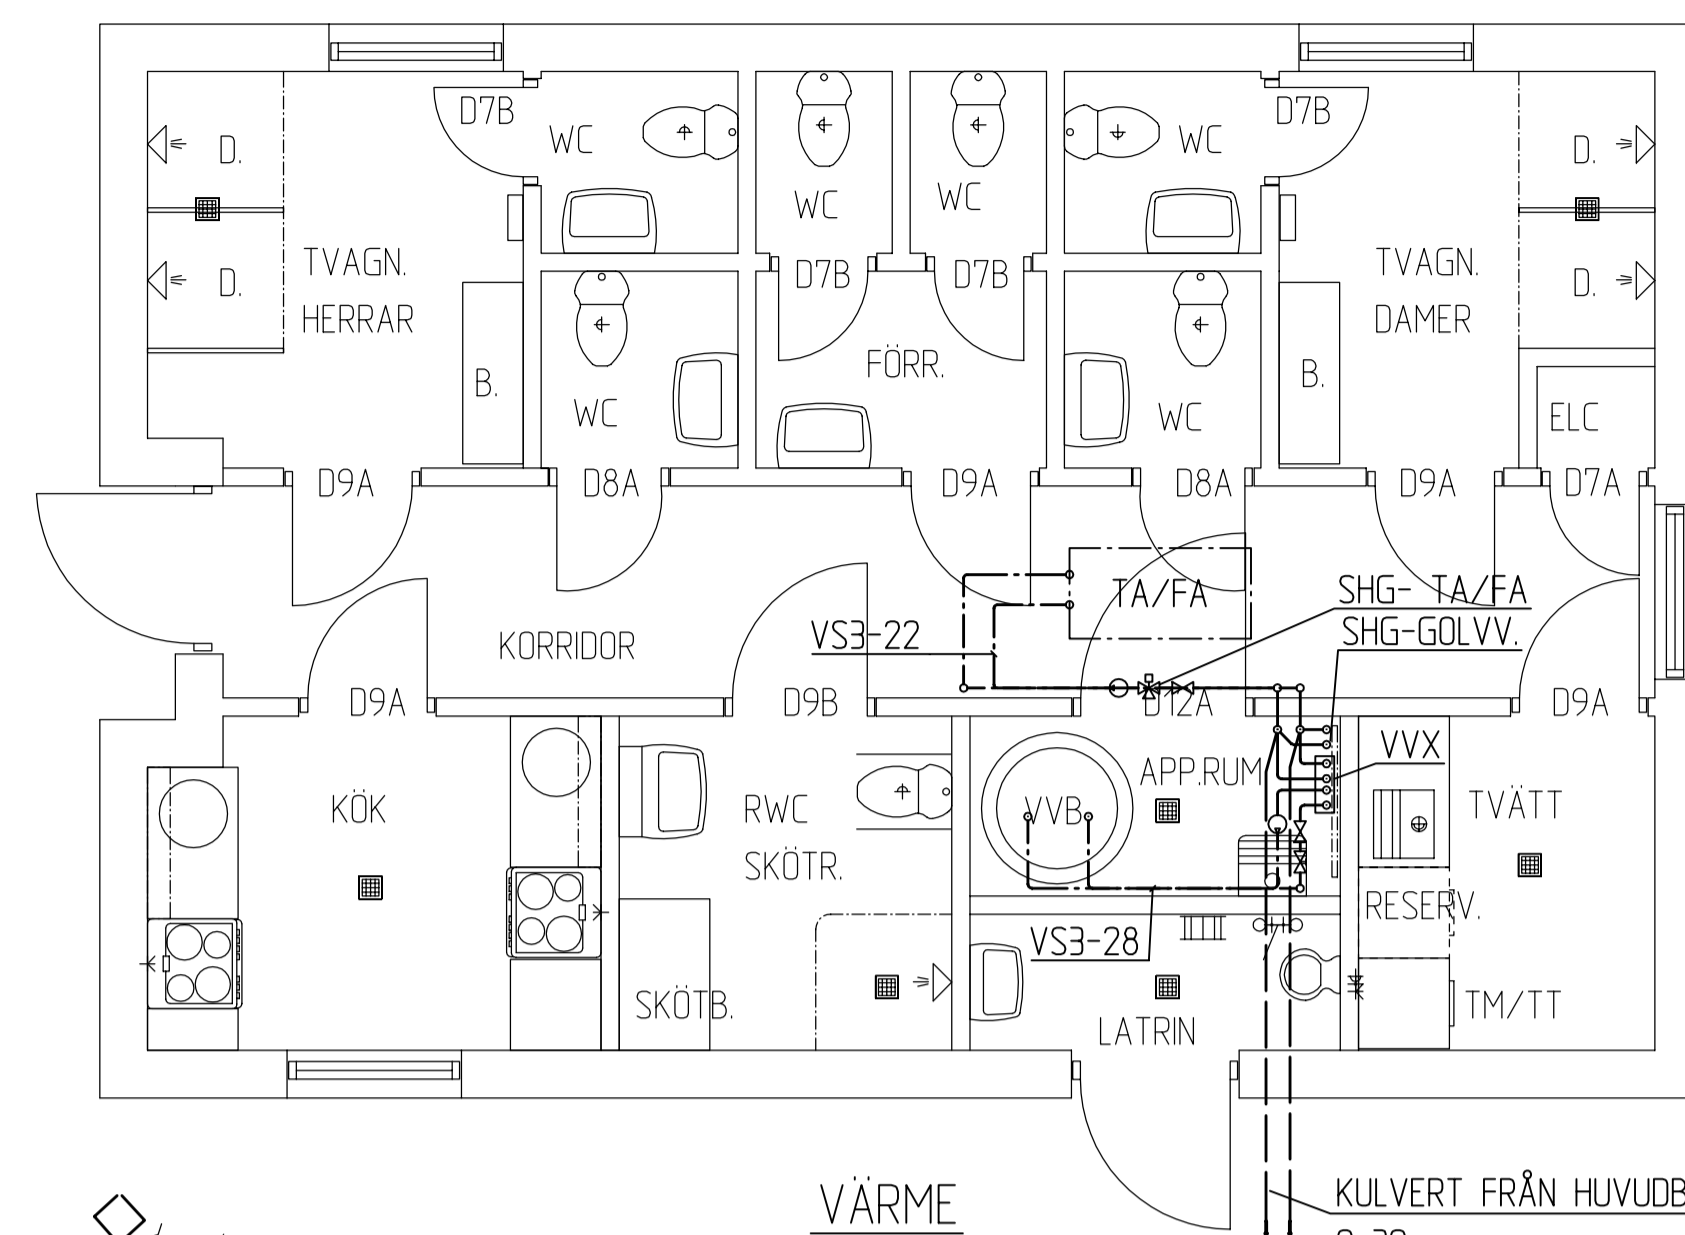 D7B
D7B
WC
WC
D.
D.
WC
WC
TVAGN.
HERRAR
D7B
D7B
TVAGN.
DAMER
D.
D.
FÖRR.
B.
B.
WC
WC
ELC
D9A
D8A
D9A
D8A
D9A
D7A
TA/FA
SHG- TA/FA
SHG-GOLVV.
VS3-22
KORRIDOR
D9A
D9B
D12A
D9A
VVX
APP.RUM
KÖK
RWC
SKÖTR.
VVB
TVÄTT
RESERV.
VS3-28
SKÖTB.
LATRIN
TM/TT
VÄRME
KULVERT FRÅN HUVUDB